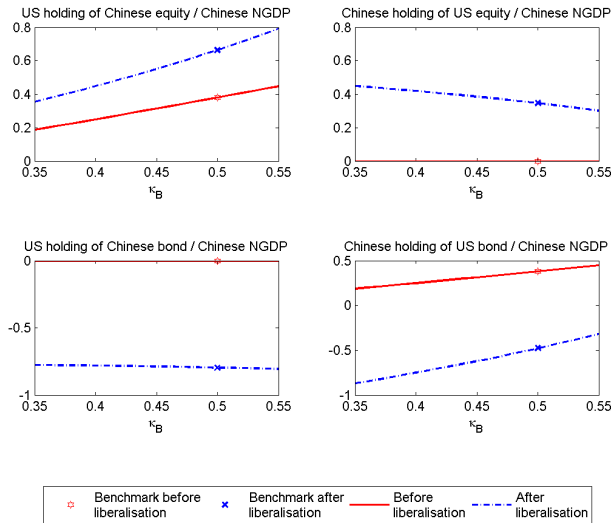 US holding of Chinese equity / Chinese NGDP
0.8
0.6
0.4
0.2
0
0.35 0.4 0.45 0.5 0.55
κB
Chinese holding of US equity / Chinese NGDP
0.8
0.6
0.4
0.2
0
0.35 0.4 0.45 0.5 0.55
κB
US holding of Chinese bond / Chinese NGDP
0
-0.5
-1
0.35 0.4 0.45 0.5 0.55
κB
Chinese holding of US bond / Chinese NGDP
0.5
0
-0.5
-1
0.35 0.4 0.45 0.5 0.55
κB
Benchmark before
liberalisation
Benchmark after
liberalisation
Before
liberalisation
After
liberalisation